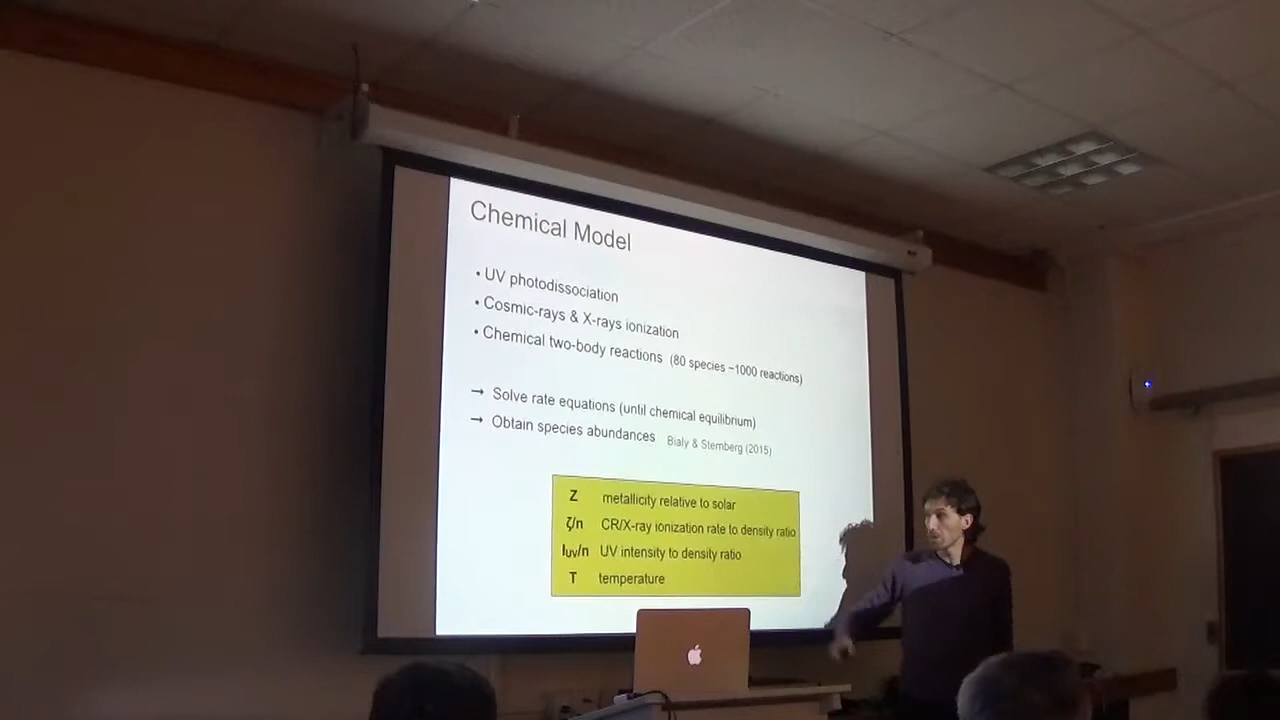 Chemical Model
• UV photodissociation
• Cosmic-rays & X-rays ionization
• Chemical two-body reactions (80 species ~1000 reactions)
→ Solve rate equations (until chemical equilibrium)
→ Obtain species abundances Bialy & Sternberg (2015)
Z metallicity relative to solar
ζ/n CR/X-ray ionization rate to density ratio
IUV/n UV intensity to density ratio
T temperature